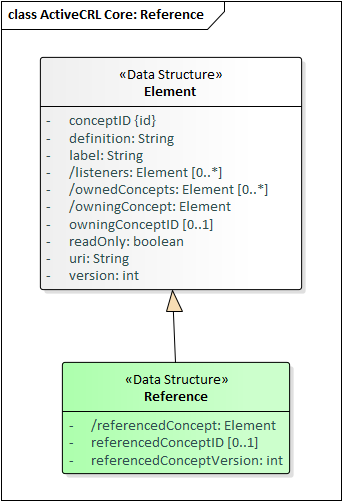 class ActiveCRL Core: Reference
«Data Structure»
Element
- conceptID {id}
- definition: String
- label: String
- /listeners: Element [0..*]
- /ownedConcepts: Element [0..*]
- /owningConcept: Element
- owningConceptID [0..1]
- readOnly: boolean
- uri: String
- version: int
«Data Structure»
Reference
- /referencedConcept: Element
- referencedConceptID [0..1]
- referencedConceptVersion: int